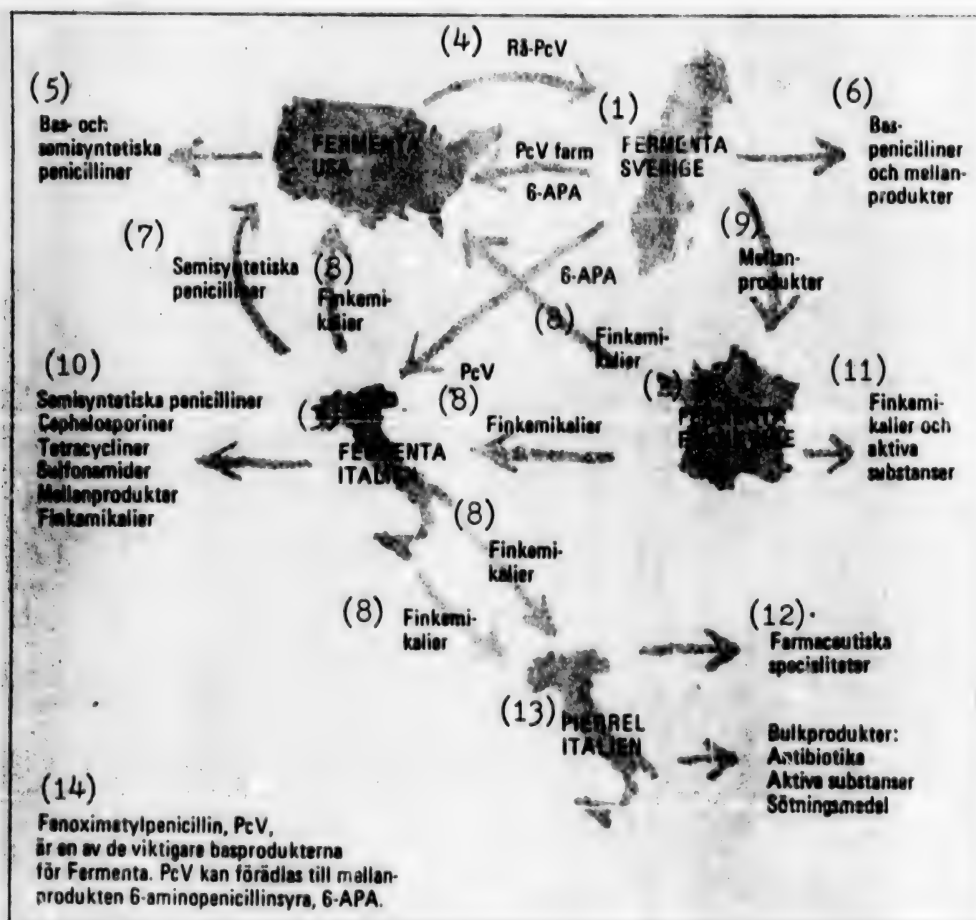 (4) Rå-PcV
(5)
Bas- och
semisyntetiska
penicilliner
FERMENTA
USA
PcV farm
6-APA
(1)
FERMENTA
SVERIGE
(6)
Bas-
penicilliner
och mellan-
produkter
(7)
Semisyntetiska
penicilliner
(8)
Finkemi-
kalier
6-APA
PcV
(8)
Finkemi-
kalier
(9)
Mellan-
produkter
(10)
Semisyntetiska penicilliner
Cephelosporiner
Tetracycliner
Sulfonamider
Mellanprodukter
Finkemikalier
FERMENTA
ITALIEN
(8)
Finkemikalier
(2)
(11)
Finkemi-
kalier och
aktiva
substanser
(8)
Finkemi-
kalier
(8) Finkemi-
kalier
(12)
Farmaceutiska
specialiteter
(13) PIERREL
ITALIEN
Bulkprodukter:
Antibiotika
Aktiva substanser
Sötningsmedel
(14)
Fenoximetylpenicillin, PcV,
är en av de viktigare basprodukterna
för Fermenta. PcV kan förädlas till mellan-
produkten 6-aminopenicillinsyra, 6-APA.